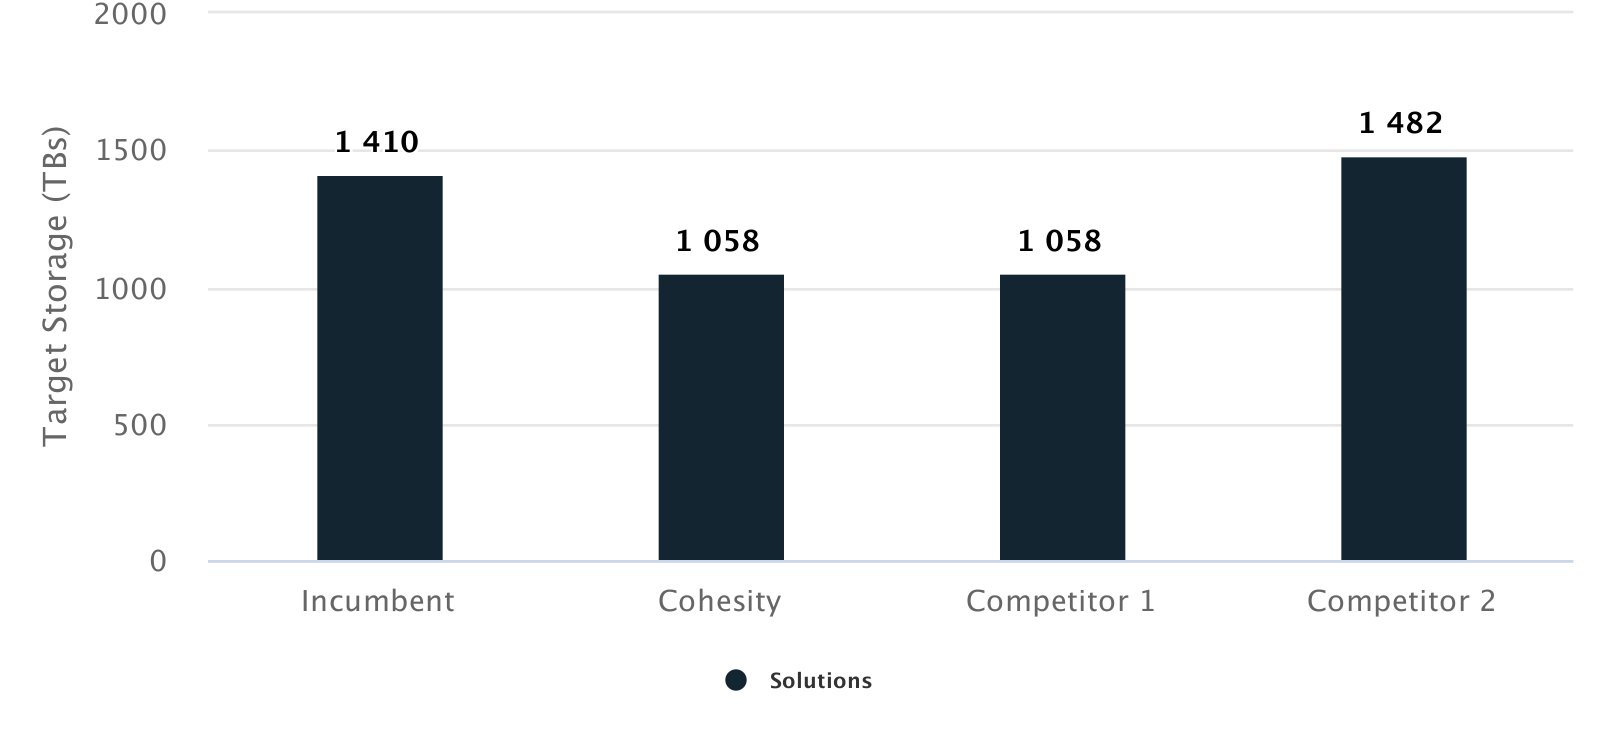 Target Storage (TBs)
2000
1500
1000
500
0
1 410
1 058
1 058
1 482
Incumbent
Cohesity
Competitor 1
Competitor 2
Solutions